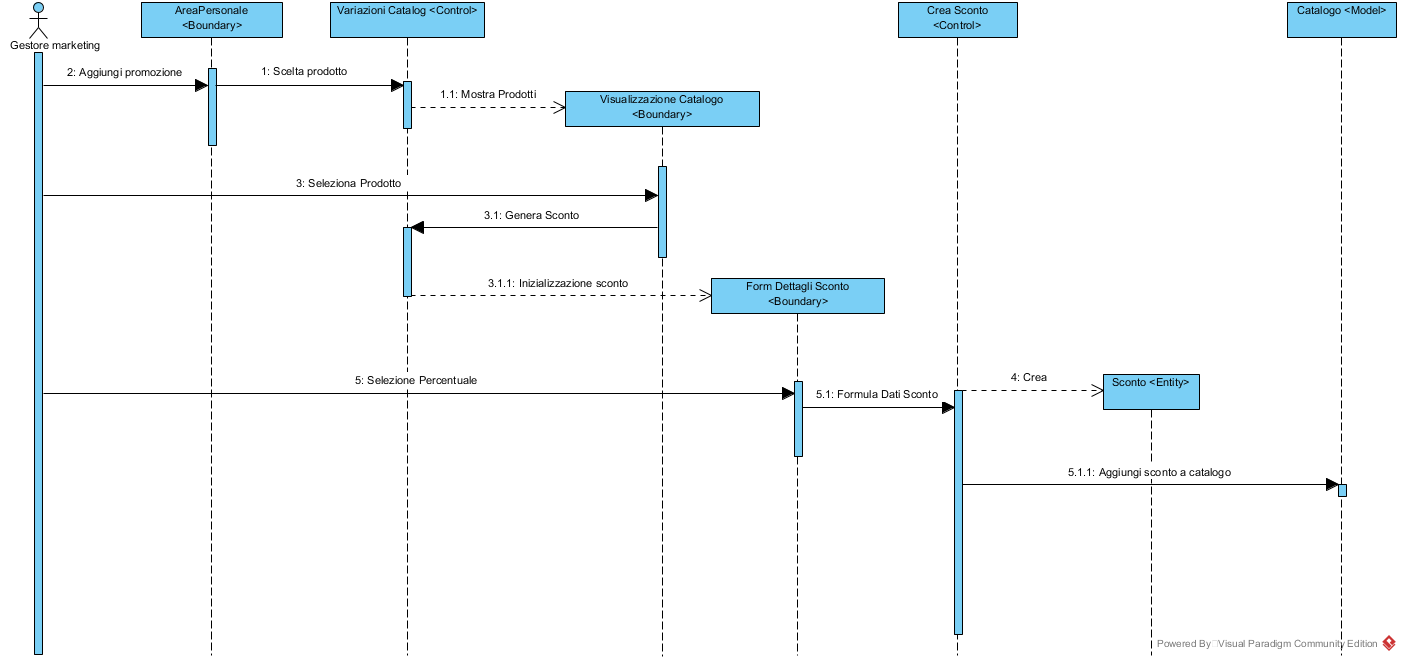 AreaPersonale
<Boundary>
Variazioni Catalog <Control>
Crea Sconto
<Control>
Catalogo <Model>
Gestore marketing
2: Aggiungi promozione
1: Scelta prodotto
1.1: Mostra Prodotti
Visualizzazione Catalogo
<Boundary>
3: Seleziona Prodotto
3.1: Genera Sconto
3.1.1: Inizializzazione sconto
Form Dettagli Sconto
<Boundary>
5: Selezione Percentuale
5.1: Formula Dati Sconto
4: Crea
Sconto <Entity>
5.1.1: Aggiungi sconto a catalogo
Powered By Visual Paradigm Community Edition